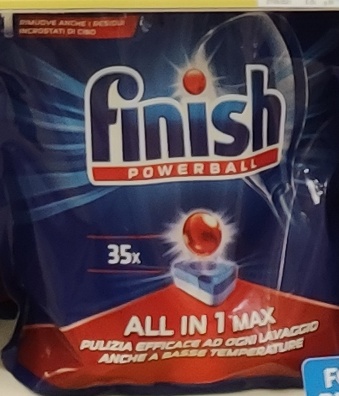 RIMUOVE ANCHE I RESIDUI
INCROSTATI DI CIBO
finish
POWERBALL
35x
ALL IN 1 MAX
PULIZIA EFFICACE AD OGNI LAVAGGIO
ANCHE A BASSE TEMPERATURE